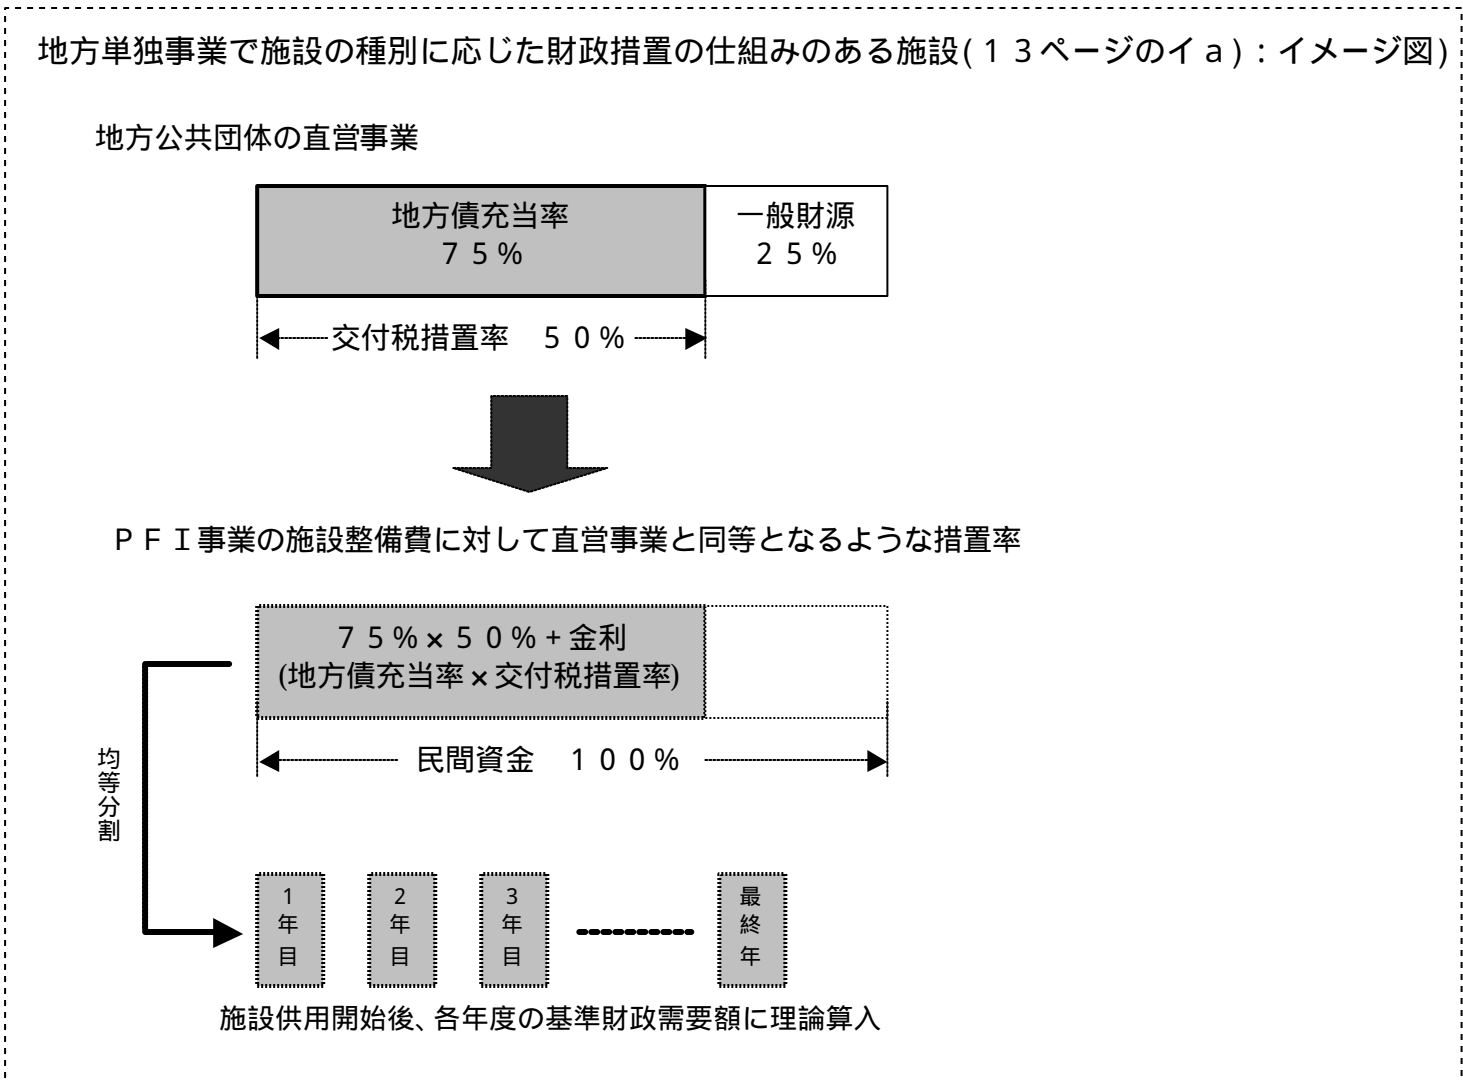 地方単独事業で施設の種別に応じた財政措置の仕組みのある施設(１３ページのイａ)：イメージ図)
地方公共団体の直営事業
地方債充当率
７５%
一般財源
２５%
交付税措置率　５０%
ＰＦＩ事業の施設整備費に対して直営事業と同等となるような措置率
７５%×５０%+金利
(地方債充当率×交付税措置率)
民間資金　１００%
均等分割
1年目
2年目
3年目
最終年
施設供用開始後、各年度の基準財政需要額に理論算入